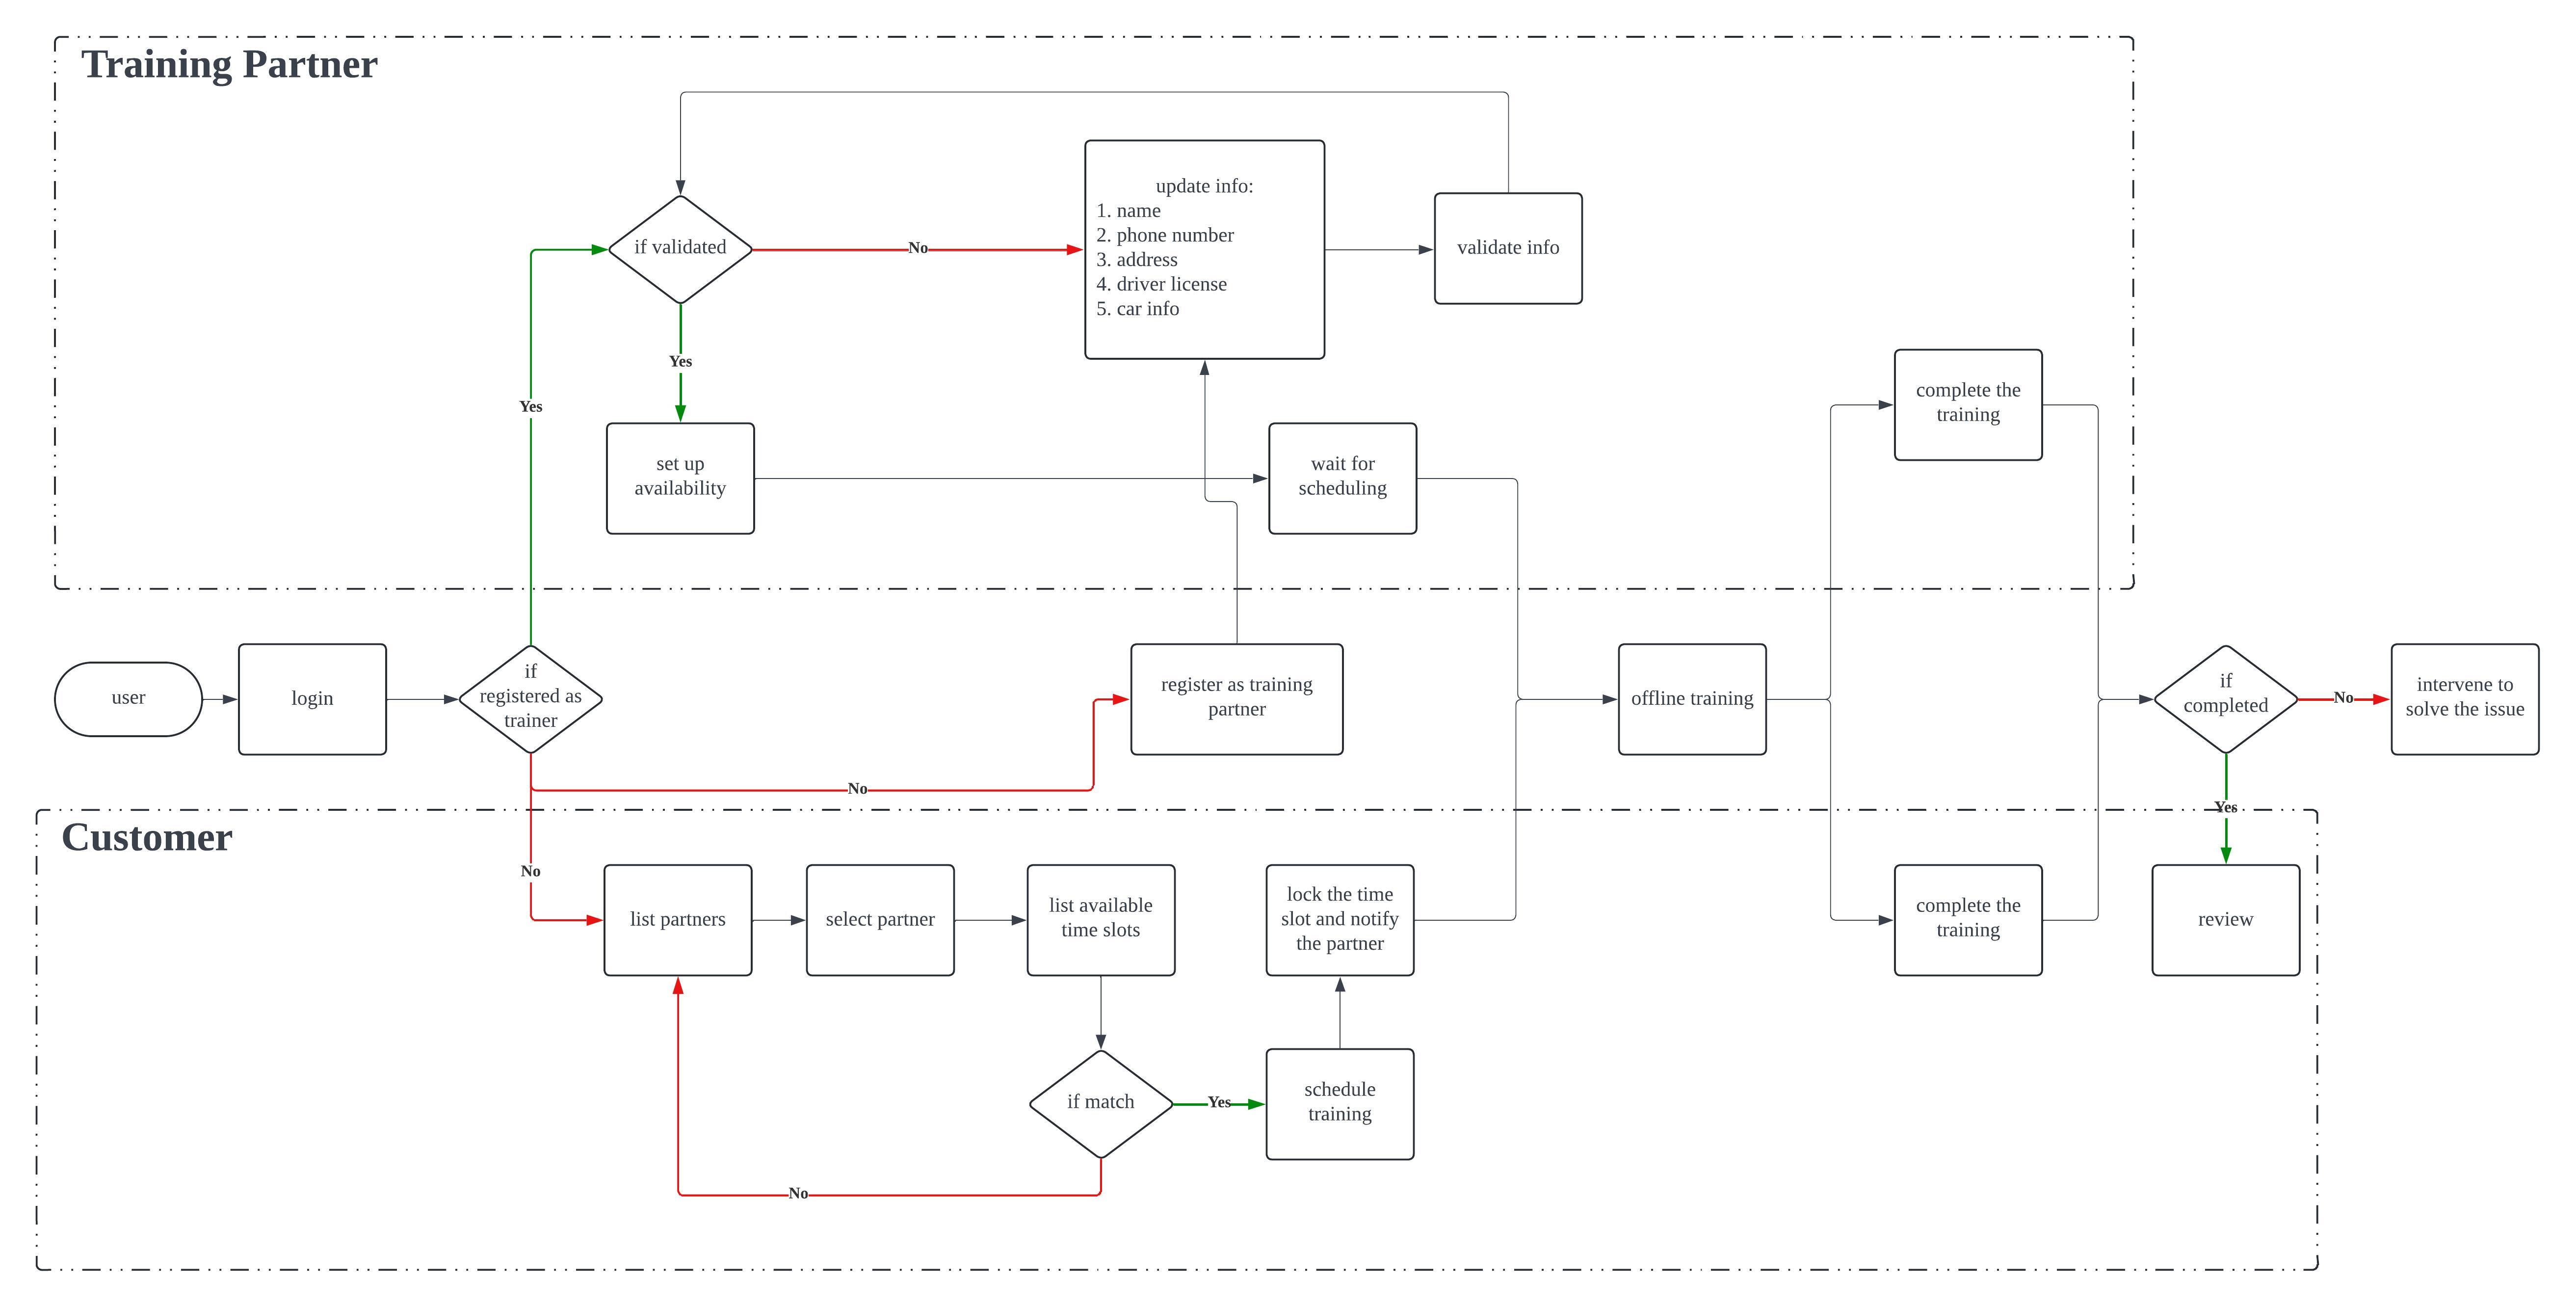 Training Partner
update info:
1. name
2. phone number
3. address
4. driver license
5. car info
if validated
No
validate info
Yes
Yes
complete the
training
set up
availability
wait for
scheduling
user
login
if
registered as
trainer
register as training
partner
offline training
if
completed
No
intervene to
solve the issue
No
Yes
Customer
No
list partners
select partner
list available
time slots
lock the time
slot and notify
the partner
complete the
training
review
if match
Yes
schedule
training
No